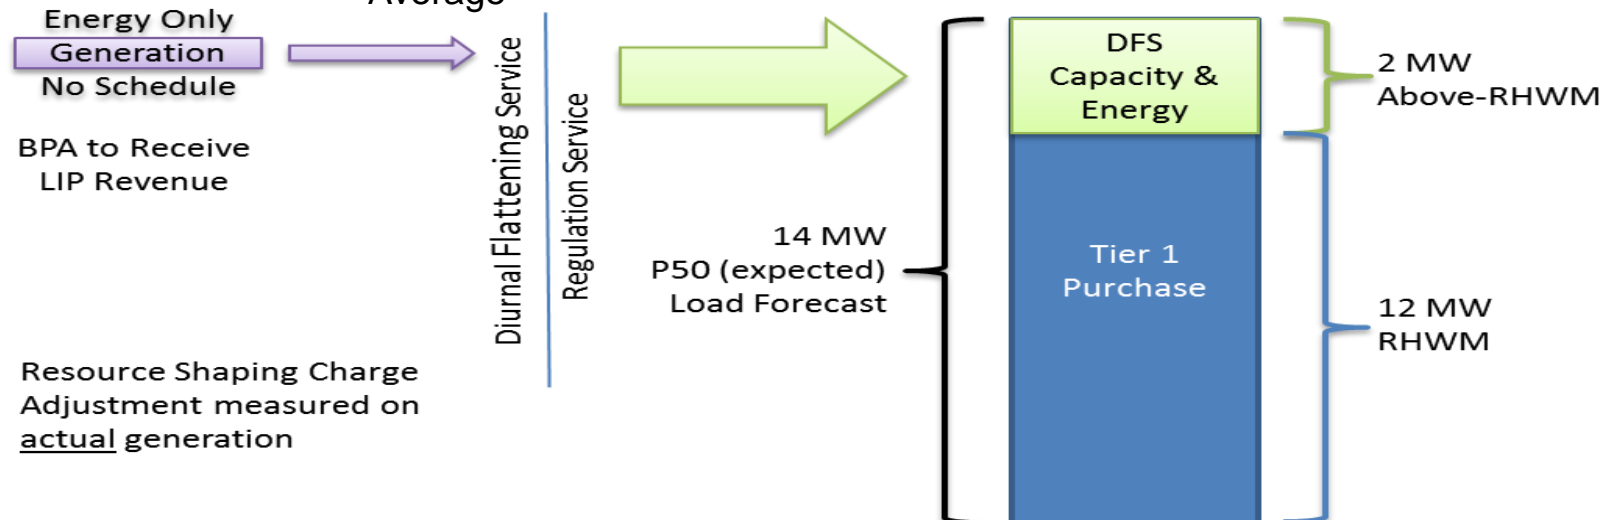 Average
Energy Only
Generation
No Schedule
BPA to Receive
LIP Revenue
Resource Shaping Charge
Adjustment measured on
actual generation
Diurnal Flattening Service
Regulation Service
14 MW
P50 (expected)
Load Forecast
DFS
Capacity &
Energy
Tier 1
Purchase
2 MW
Above-RHWM
12 MW
RHWM